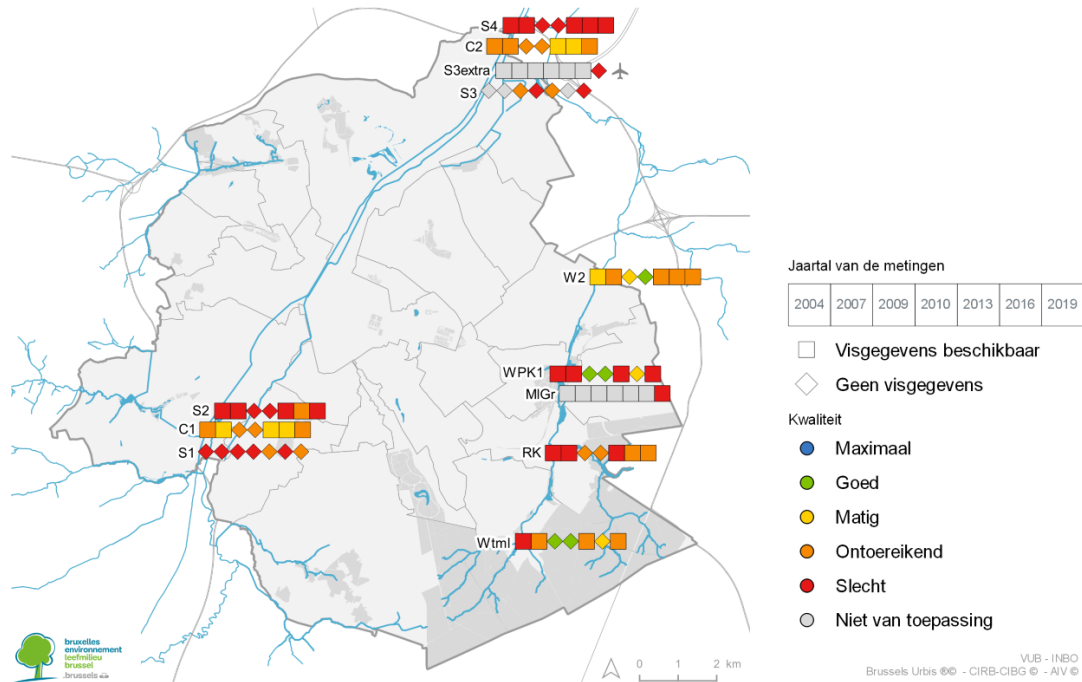 S4
C2
S3extra
S3
W2
WPK1
MIGr
S2
C1
S1
RK
Wtml
Jaartal van de metingen
2004 2007 2009 2010 2013 2016 2019
Visgegevens beschikbaar
Geen visgegevens
Kwaliteit
Maximaal
Goed
Matig
Ontoereikend
Slecht
Niet van toepassing
bruxelles
environnement
leefmilieu
brussel
.brussels
0 1 2 km
VUB - INBO
Brussels Urbis ®© - CIRB-CIBG © - AIV ©